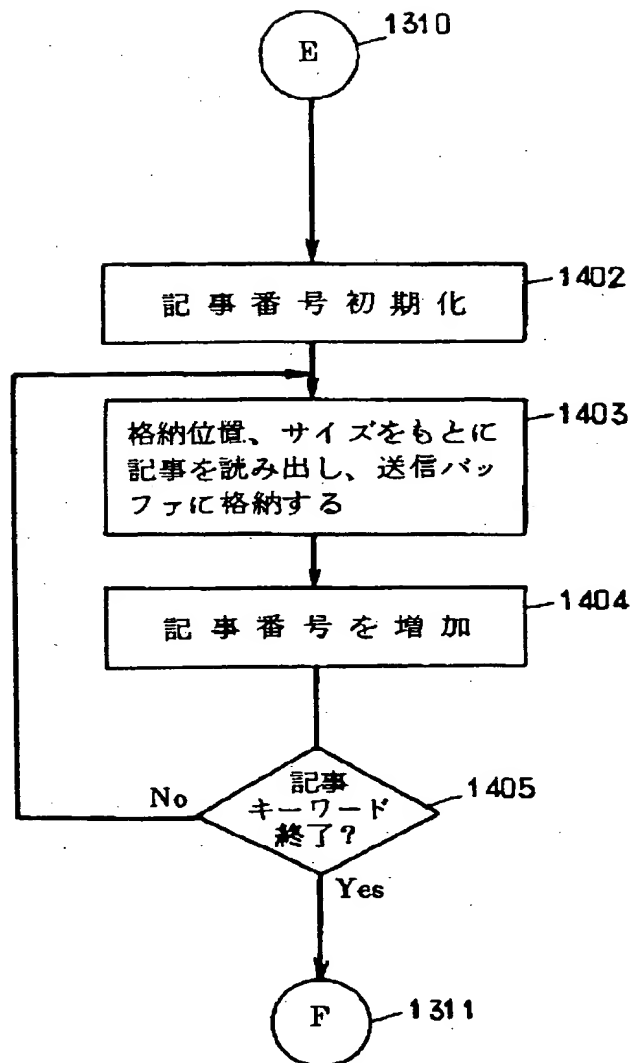 1310
E
1402
記事番号初期化
1403
格納位置、サイズをもとに
記事を読み出し、送信バッ
ファに格納する
1404
記事番号を増加
1405
記事
キーワード
終了?
No
Yes
F
1311